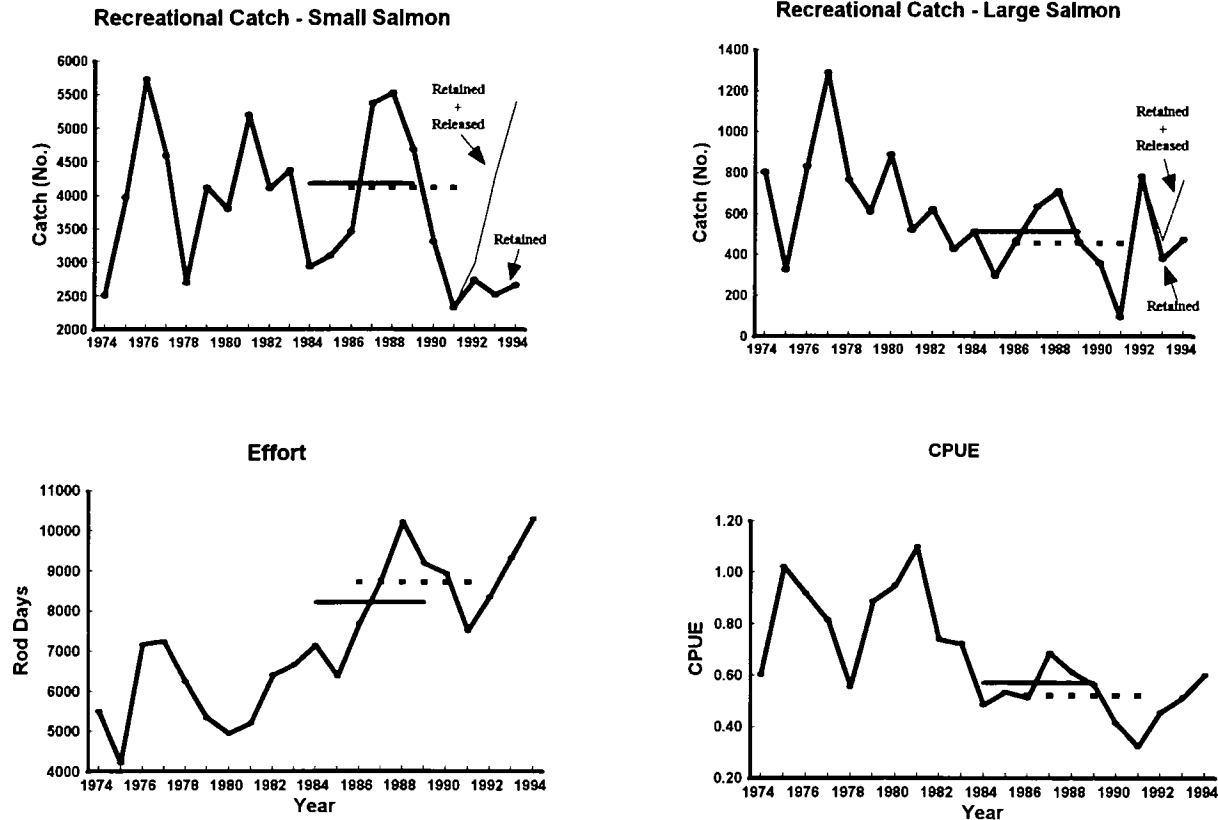 Recreational Catch - Small Salmon
Catch (No.)
6000
5500
5000
4500
4000
3500
3000
2500
2000
Retained
+
Released
Retained
1974 1976 1978 1980 1982 1984 1986 1988 1990 1992 1994
Recreational Catch - Large Salmon
Catch (No.)
1400
1200
1000
800
600
400
200
0
Retained
+
Released
Retained
1974 1976 1978 1980 1982 1984 1986 1988 1990 1992 1994
Effort
Rod Days
11000
10000
9000
8000
7000
6000
5000
4000
1974 1976 1978 1980 1982 1984 1986 1988 1990 1992 1994
Year
CPUE
CPUE
1.20
1.00
0.80
0.60
0.40
0.20
1974 1976 1978 1980 1982 1984 1986 1988 1990 1992 1994
Year